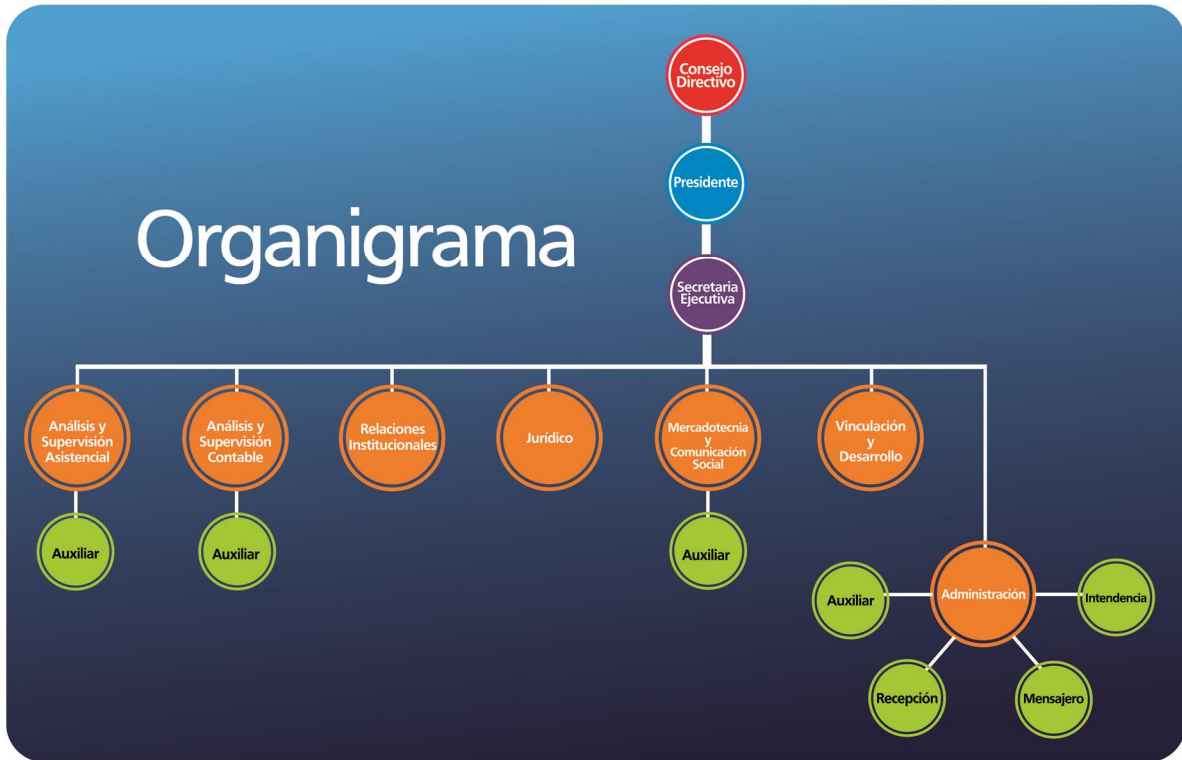 Consejo
Directivo
Presidente
Organigrama
Secretaria
Ejecutiva
Análisis y
Supervisión
Asistencial
Análisis y
Supervisión
Contable
Relaciones
Institucionales
Jurídico
Mercadotecnia
y
Comunicación
Social
Vinculación
y
Desarrollo
Auxiliar
Auxiliar
Auxiliar
Auxiliar
Administración
Intendencia
Recepción
Mensajero